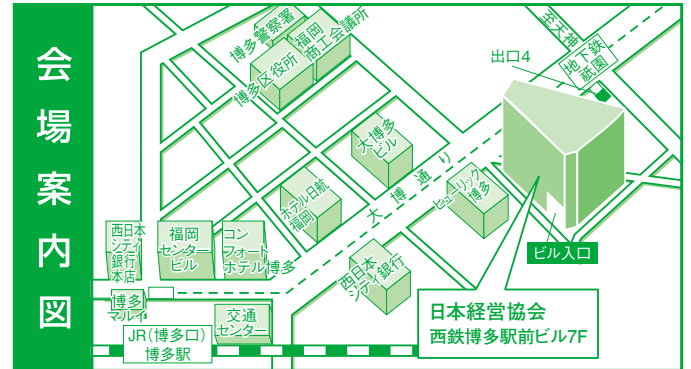 会場案内図
博多警察署
福岡
商工会議所
博多区役所
至天神
地下鉄
祇園
出口4
大博多
ビル
大博通り
ヒューリック
博多
ホテル日航
福岡
西日本
シティ
銀行
本店
福岡
センター
ビル
コン
フォート
ホテル博多
西日本
シティ銀行
ビル入口
博多
マルイ
交通
センター
JR(博多口)
博多駅
日本経営協会
西鉄博多駅前ビル7F